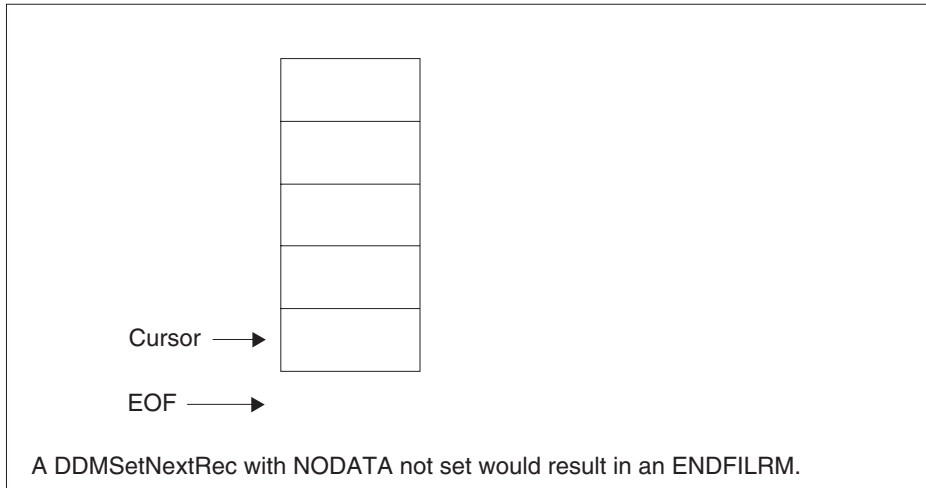 Cursor
EOF
A DDMSetNextRec with NODATA not set would result in an ENDFILRM.